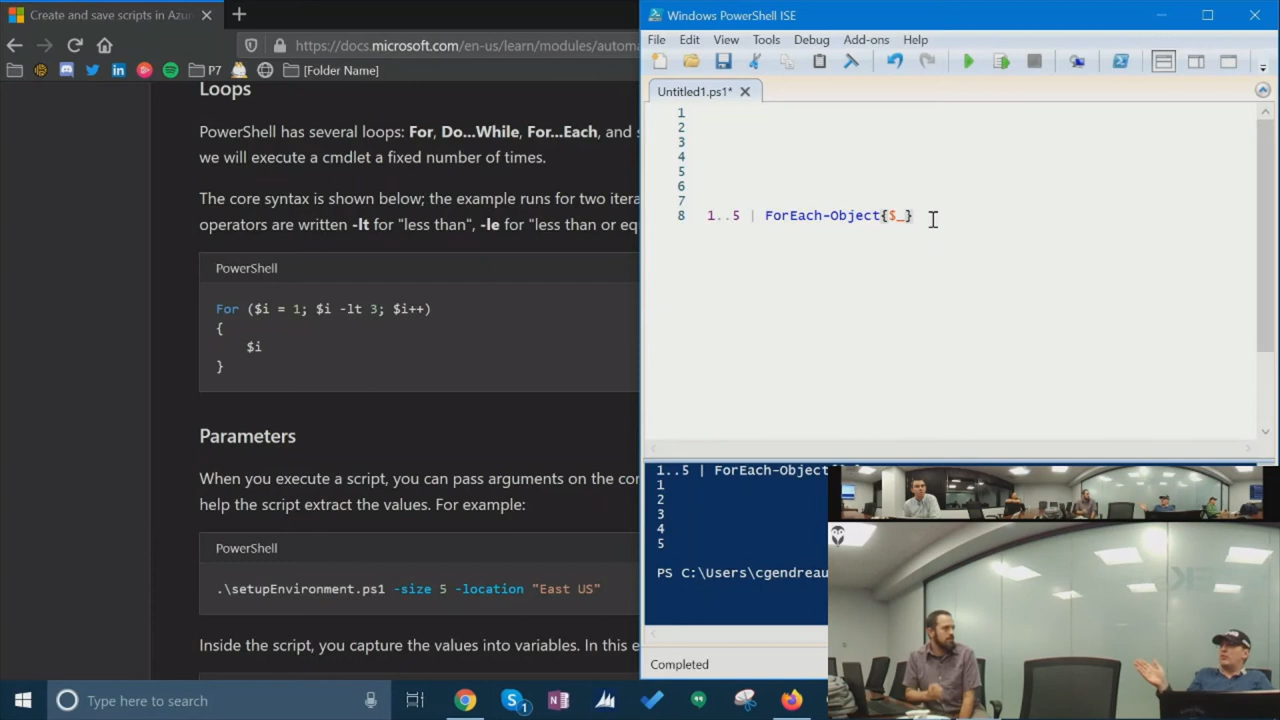 Create and save scripts in Azur
https://docs.microsoft.com/en-us/learn/modules/automa
P7
[Folder Name]
Loops
PowerShell has several loops: For, Do...While, For...Each, and s
we will execute a cmdlet a fixed number of times.
The core syntax is shown below; the example runs for two itera
operators are written -lt for "less than", -le for "less than or eq
PowerShell
For ($i = 1; $i -lt 3; $i++)
{
$i
}
Parameters
When you execute a script, you can pass arguments on the cor
help the script extract the values. For example:
PowerShell
.\setupEnvironment.ps1 -size 5 -location "East US"
Inside the script, you capture the values into variables. In this e
Windows PowerShell ISE
File Edit View Tools Debug Add-ons Help
Untitled1.ps1*
1
2
3
4
5
6
7
8 1..5 | ForEach-Object{$_}
1..5 | ForEach-Object
1
2
3
4
5
PS C:\Users\cgendreau
Completed
Type here to search
1